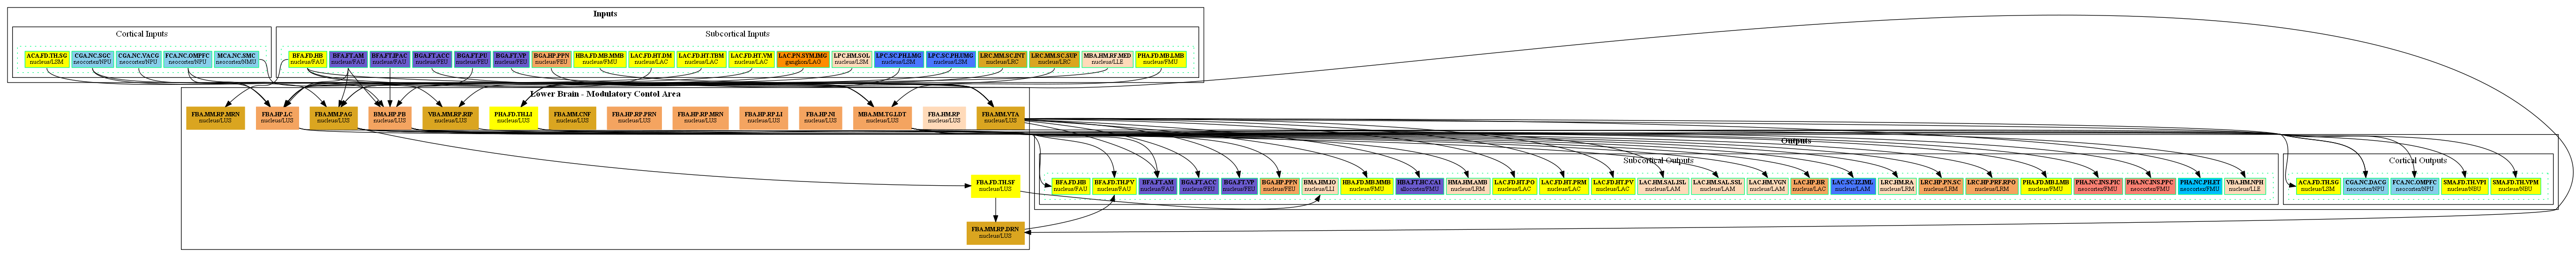 Inputs
Cortical Inputs
Subcortical Inputs
ACA.FD.TH.SG
nucleus/LSM
CGA.NC.SGC
neocortex/NPU
CGA.NC.VACG
neocortex/NPU
FCA.NC.OMPFC
neocortex/NPU
MCA.NC.SMC
neocortex/NMU
BFA.FD.HB
nucleus/FAU
BFA.FT.AM
nucleus/FAU
BFA.FT.IPAC
nucleus/FAU
BGA.FT.ACC
nucleus/FEU
BGA.FT.PU
nucleus/FEU
BGA.FT.VP
nucleus/FEU
BGA.HP.PPN
nucleus/FEU
HBA.FD.MB.MMB
nucleus/FMU
LAC.FD.HT.DM
nucleus/LAC
LAC.FD.HT.TBM
nucleus/LAC
LAC.FD.HT.VM
nucleus/LAC
LAC.PN.SYM.IMG
ganglion/LAO
LPC.HM.SOL
nucleus/LSM
LPC.SC.PH.LMG
nucleus/LSM
LPC.SC.PH.UMG
nucleus/LSM
LRC.MM.SC.INT
nucleus/LRC
LRC.MM.SC.SUP
nucleus/LRC
MBA.HM.RF.MED
nucleus/LLE
PHA.FD.MB.LMB
nucleus/FMU
Lower Brain - Modulatory Contol Area
FBA.MM.RP.MRN
nucleus/LUS
FBA.HP.LC
nucleus/LUS
FBA.MM.PAG
nucleus/LUS
BMA.HP.PB
nucleus/LUS
VBA.MM.RP.RIP
nucleus/LUS
PHA.FD.TH.LI
nucleus/LUS
FBA.MM.CNF
nucleus/LUS
FBA.HP.RP.PRN
nucleus/LUS
FBA.HP.RP.MRN
nucleus/LUS
FBA.HP.RP.LI
nucleus/LUS
FBA.HP.NI
nucleus/LUS
MBA.MM.TG.LDT
nucleus/LUS
FBA.HM.RP
nucleus/LUS
FBA.MM.VTA
nucleus/LUS
Outputs
Subcortical Outputs
Cortical Outputs
FBA.FD.TH.SF
nucleus/LUS
BFA.FD.HB
nucleus/FAU
BFA.FD.TH.PV
nucleus/FAU
BFA.FT.AM
nucleus/FAU
BGA.FT.ACC
nucleus/FEU
BGA.FT.VP
nucleus/FEU
BGA.HP.PPN
nucleus/FEU
BMA.HM.IO
nucleus/LLI
HBA.FD.MB.MMB
nucleus/FMU
HBA.FT.HC.CA1
allocortex/FMU
HMA.HM.AMB
nucleus/LRM
LAC.FD.HT.PO
nucleus/LAC
LAC.FD.HT.PRM
nucleus/LAC
LAC.FD.HT.PV
nucleus/LAC
LAC.HM.SAL.ISL
nucleus/LAM
LAC.HM.SAL.SSL
nucleus/LAM
LAC.HM.VGN
nucleus/LAM
LAC.HP.BR
nucleus/LAC
LAC.SC.IZ.IML
nucleus/LAM
LRC.HM.RA
nucleus/LRM
LRC.HP.PN.SC
nucleus/LRM
LRC.HP.PRF.RPO
nucleus/LRM
PHA.FD.MB.LMB
nucleus/FMU
PHA.NC.INS.PIC
neocortex/FMU
PHA.NC.INS.PPC
neocortex/FMU
PHA.NC.PH.ET
neocortex/FMU
VBA.HM.NPH
nucleus/LLE
ACA.FD.TH.SG
nucleus/LSM
CGA.NC.DACG
neocortex/NPU
FCA.NC.OMPFC
neocortex/NPU
SMA.FD.TH.VPI
nucleus/NBU
SMA.FD.TH.VPM
nucleus/NBU
FBA.MM.RP.DRN
nucleus/LUS